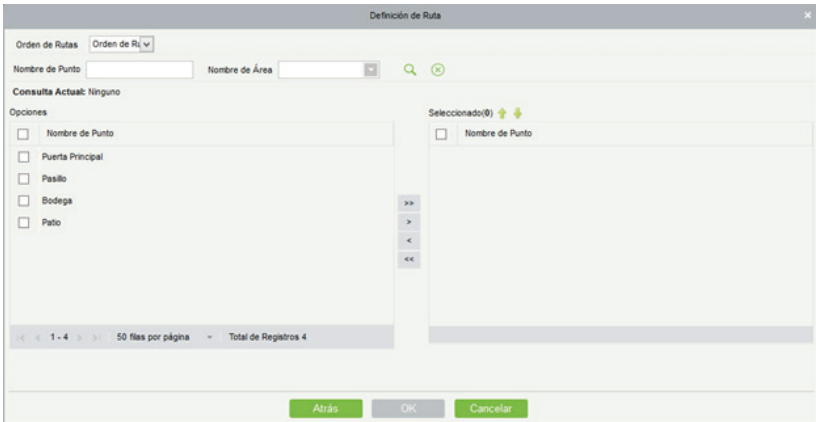 Definición de Ruta
Orden de Rutas Orden de Ru
Nombre de Punto Nombre de Área
Consulta Actual: Ninguno
Opciones
Nombre de Punto
Puerta Principal
Pasillo
Bodega
Patio
1 - 4 50 filas por página Total de Registros 4
>>
>
<
<<
Seleccionado(0)
Nombre de Punto
Atrás OK Cancelar